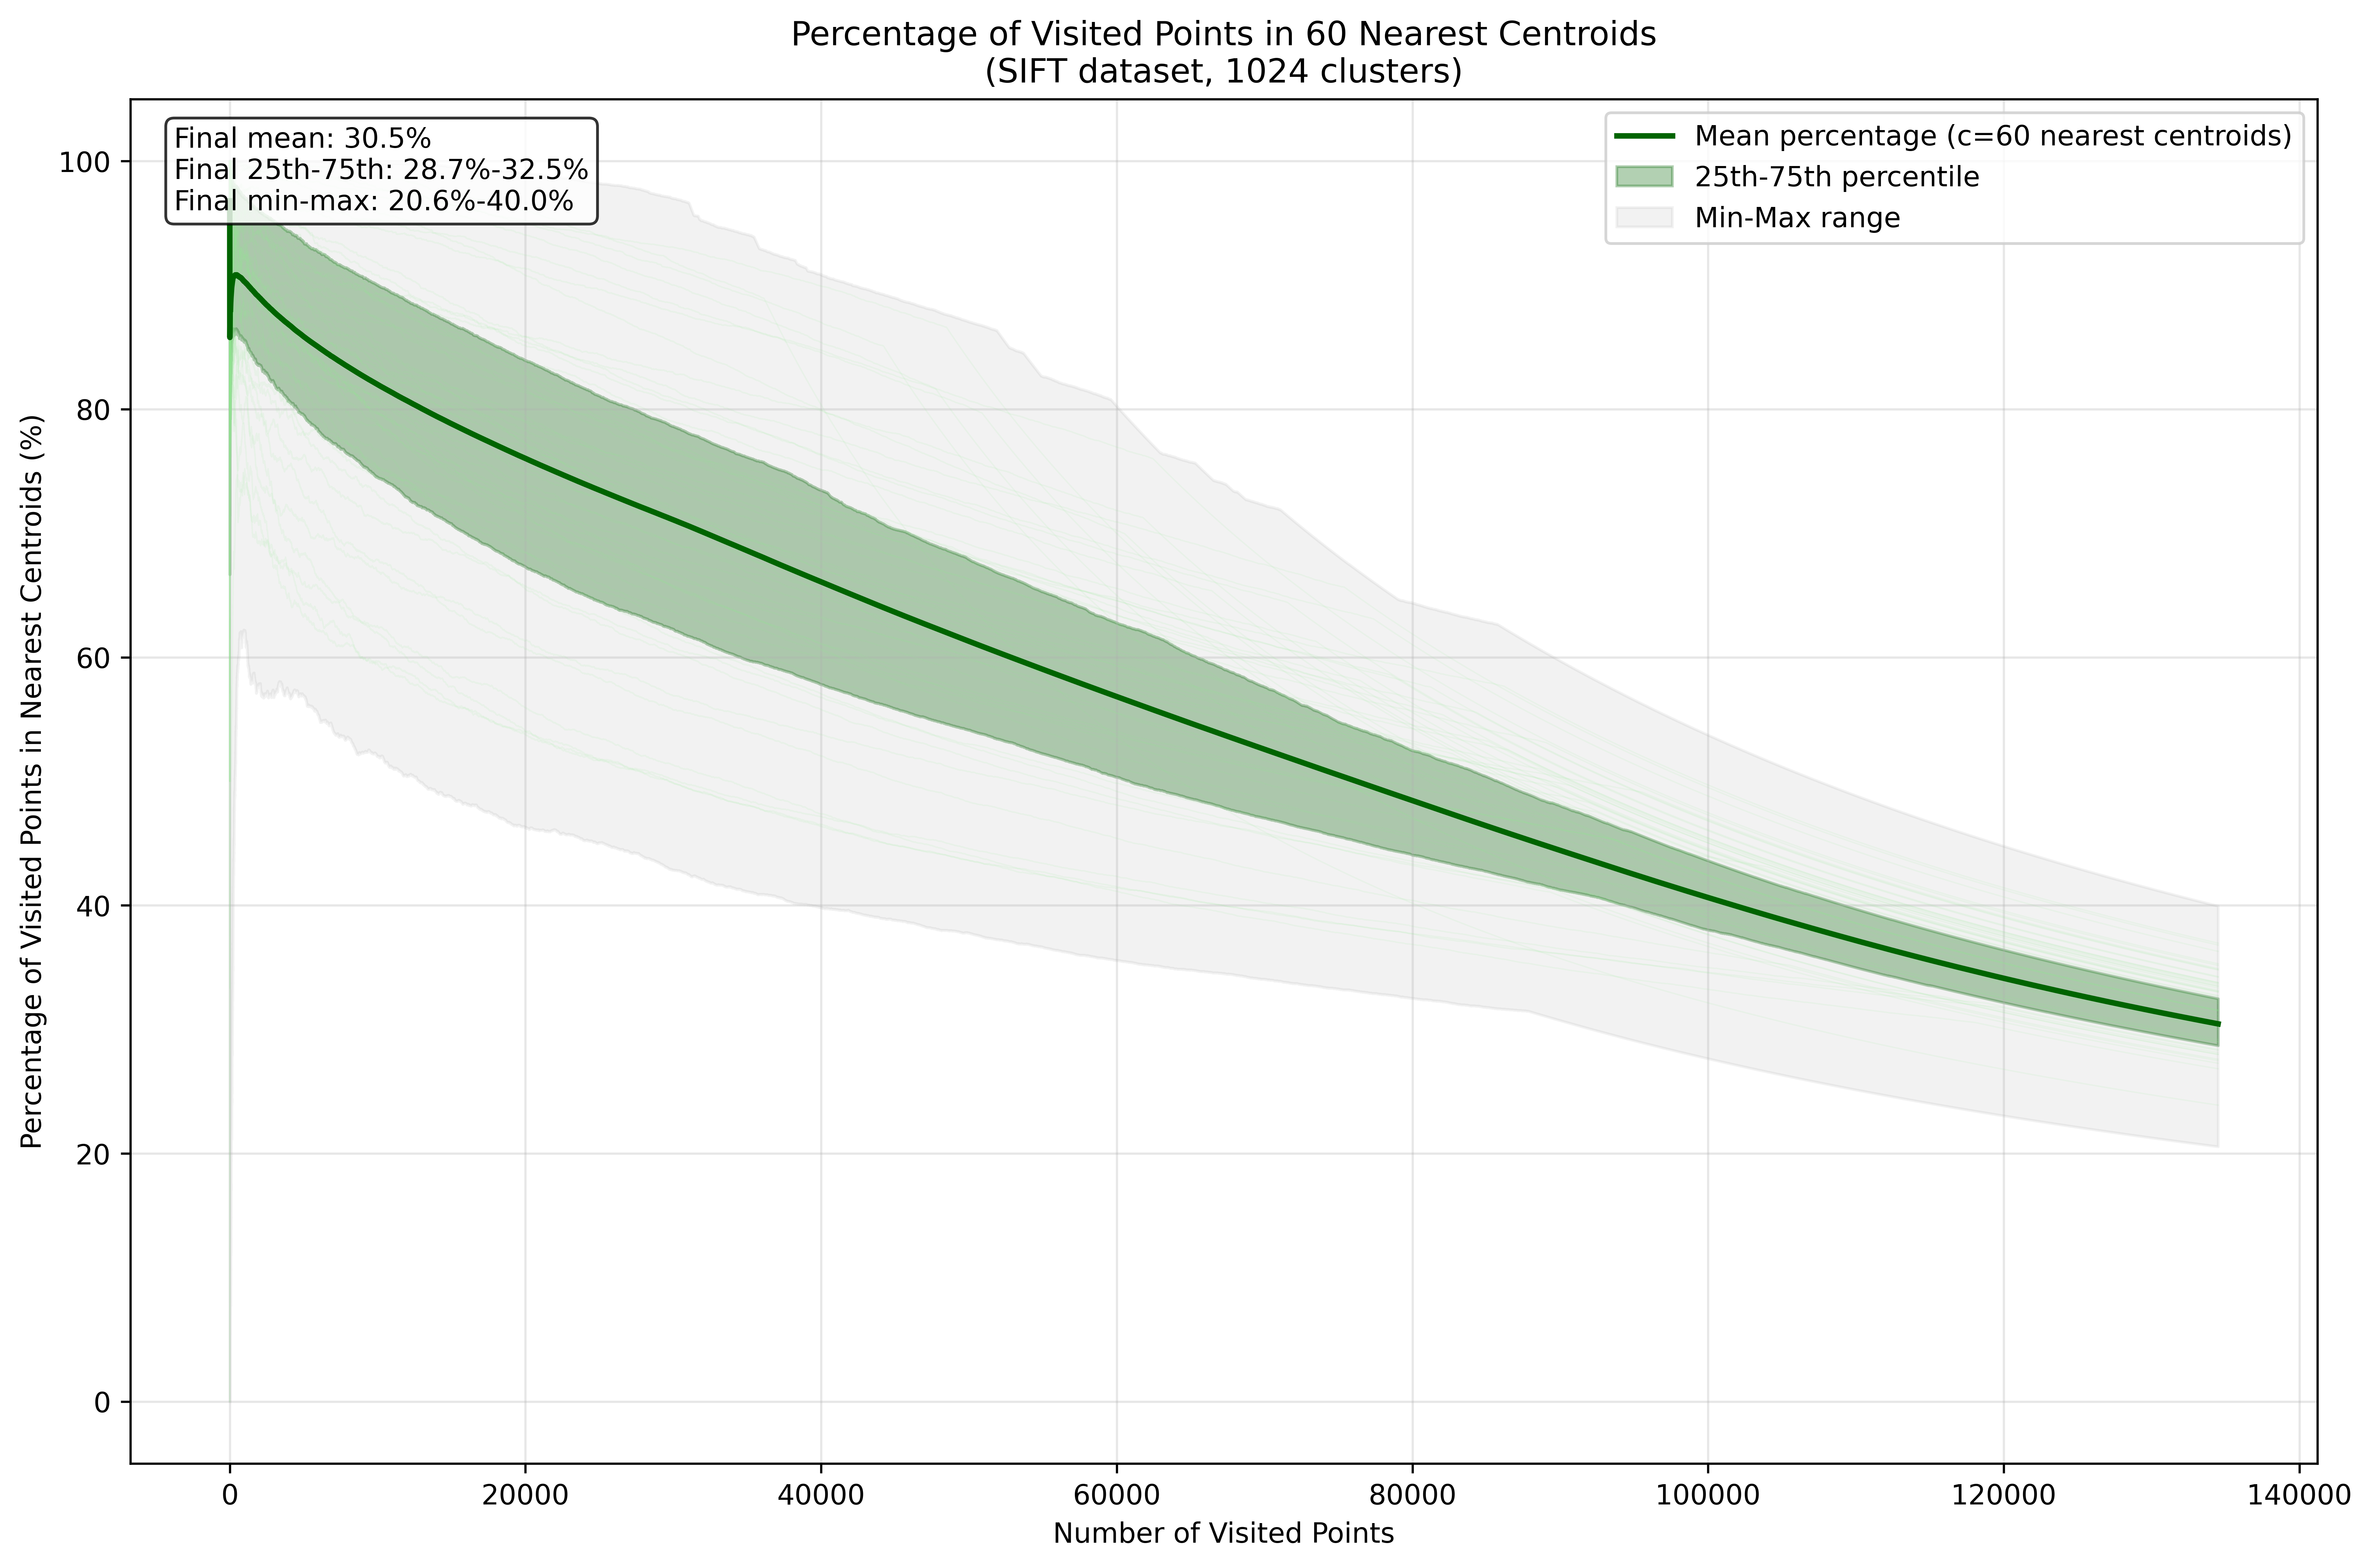 Percentage of Visited Points in 60 Nearest Centroids
(SIFT dataset, 1024 clusters)
Final mean: 30.5%
Final 25th-75th: 28.7%-32.5%
Final min-max: 20.6%-40.0%
Mean percentage (c=60 nearest centroids)
25th-75th percentile
Min-Max range
Percentage of Visited Points in Nearest Centroids (%)
100
80
60
40
20
0
0 20000 40000 60000 80000 100000 120000 140000
Number of Visited Points